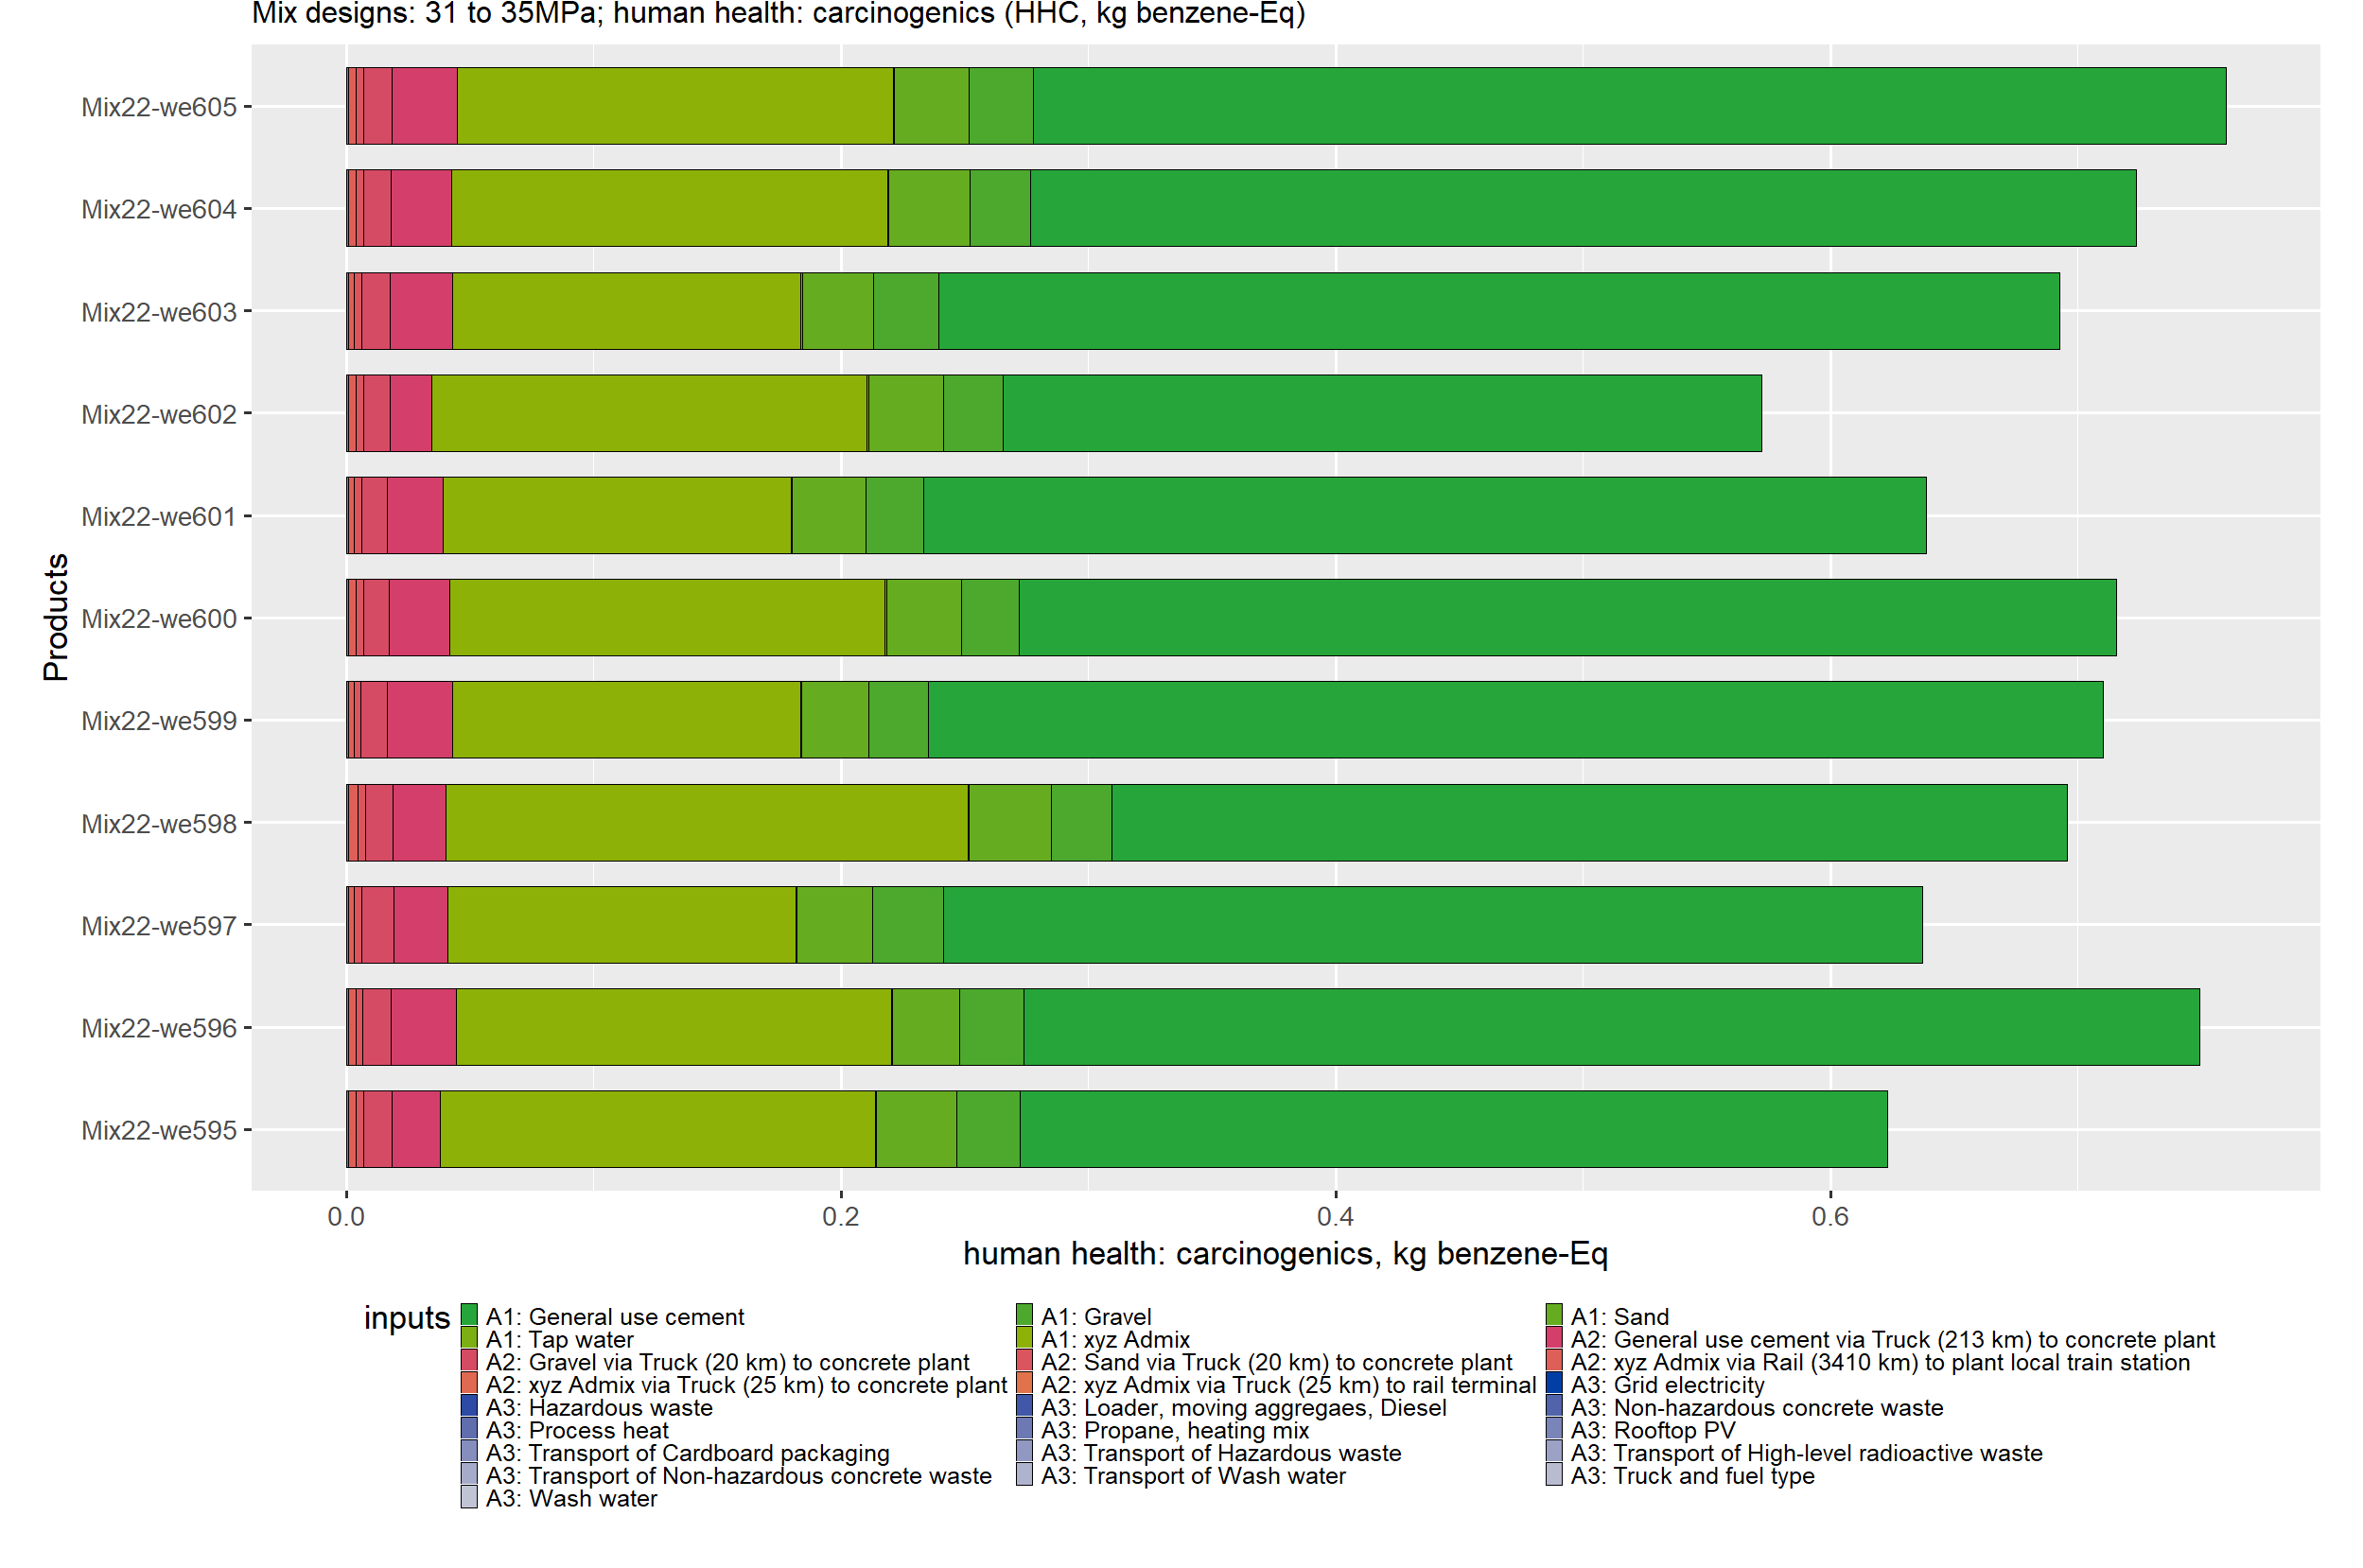 Mix designs: 31 to 35MPa; human health: carcinogenics (HHC, kg benzene-Eq)
Mix22-we605
Mix22-we604
Mix22-we603
Mix22-we602
Mix22-we601
Mix22-we600
Mix22-we599
Mix22-we598
Mix22-we597
Mix22-we596
Mix22-we595
Products
0.0 0.2 0.4 0.6
human health: carcinogenics, kg benzene-Eq
inputs A1: General use cement A1: Gravel A1: Sand
A1: Tap water A1: xyz Admix A2: General use cement via Truck (213 km) to concrete plant
A2: Gravel via Truck (20 km) to concrete plant A2: Sand via Truck (20 km) to concrete plant A2: xyz Admix via Rail (3410 km) to plant local train station
A2: xyz Admix via Truck (25 km) to concrete plant A2: xyz Admix via Truck (25 km) to rail terminal A3: Grid electricity
A3: Hazardous waste A3: Loader, moving aggregaes, Diesel A3: Non-hazardous concrete waste
A3: Process heat A3: Propane, heating mix A3: Rooftop PV
A3: Transport of Cardboard packaging A3: Transport of Hazardous waste A3: Transport of High-level radioactive waste
A3: Transport of Non-hazardous concrete waste A3: Transport of Wash water A3: Truck and fuel type
A3: Wash water